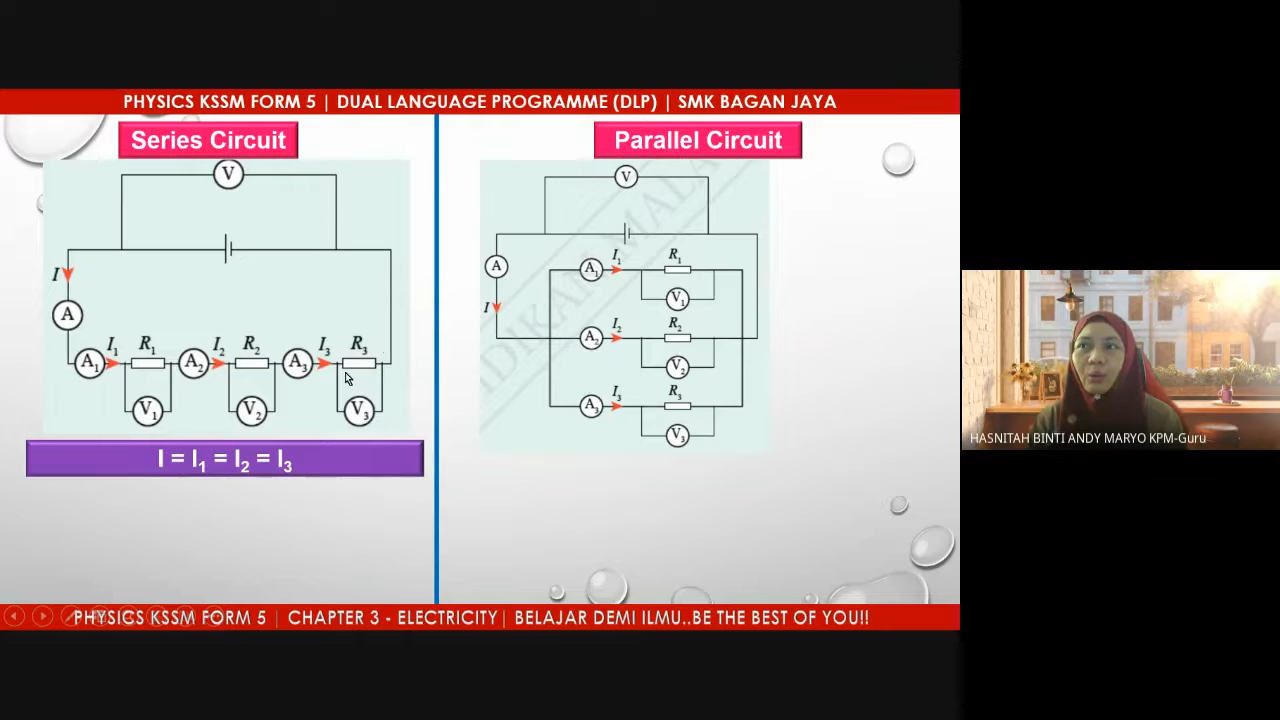 PHYSICS KSSM FORM 5 | DUAL LANGUAGE PROGRAMME (DLP) | SMK BAGAN JAYA
Series Circuit
V
I
A
A1 I1 R1 A2 I2 R2 A3 I3 R3
V1 V2 V3
I = I1 = I2 = I3
Parallel Circuit
V
A
I
A1 I1 R1
V1
A2 I2 R2
V2
A3 I3 R3
V3
HASNITAH BINTI ANDY MARYO KPM-Guru
PHYSICS KSSM FORM 5 | CHAPTER 3 - ELECTRICITY | BELAJAR DEMI ILMU..BE THE BEST OF YOU!!